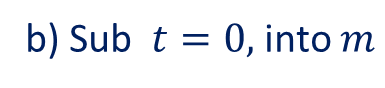 b) Sub t = 0, into m